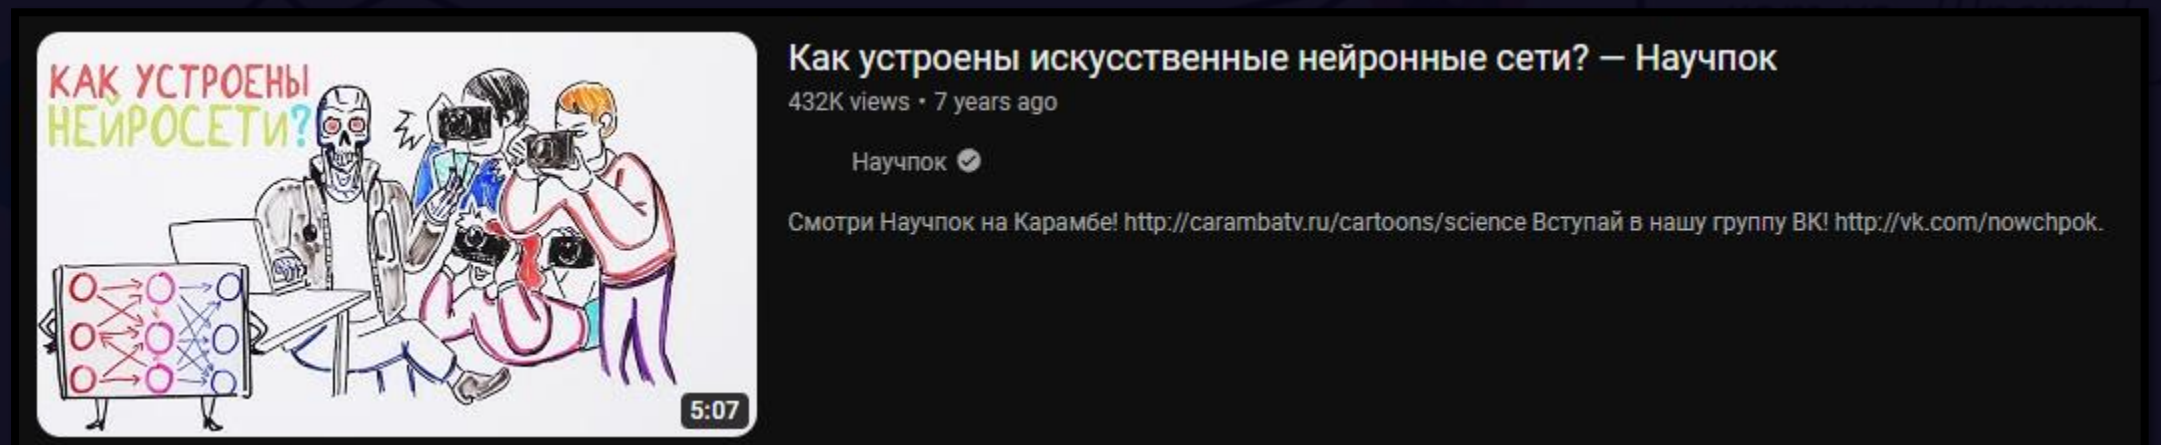 КАК УСТРОЕНЫ
НЕЙРОСЕТИ?
5:07
Как устроены искусственные нейронные сети? — Научпок
432K views • 7 years ago
Научпок
Смотри Научпок на Карамбе! http://carambatv.ru/cartoons/science Вступай в нашу группу ВК! http://vk.com/nowchpok.